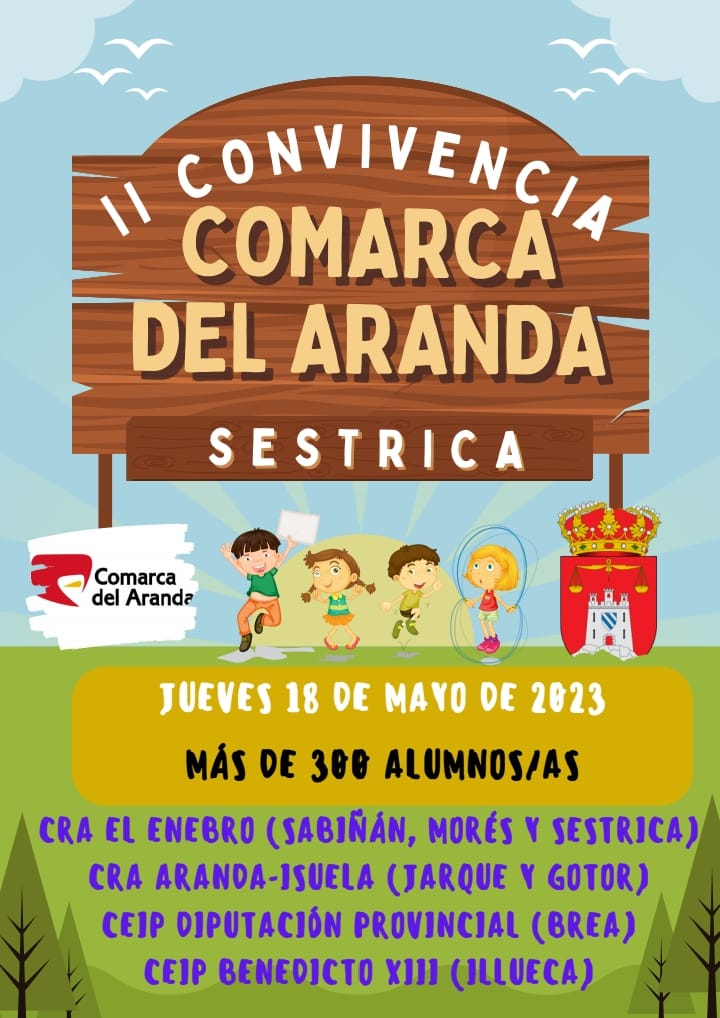 II CONVIVENCIA
COMARCA
DEL ARANDA
SESTRICA
Comarca
del Aranda
JUEVES 18 DE MAYO DE 2023
MÁS DE 300 ALUMNOS/AS
CRA EL ENEBRO (SABIÑÁN, MORÉS Y SESTRICA)
CRA ARANDA-ISUELA (JARQUE Y GOTOR)
CEIP DIPUTACIÓN PROVINCIAL (BREA)
CEIP BENEDICTO XIII (ILLUECA)